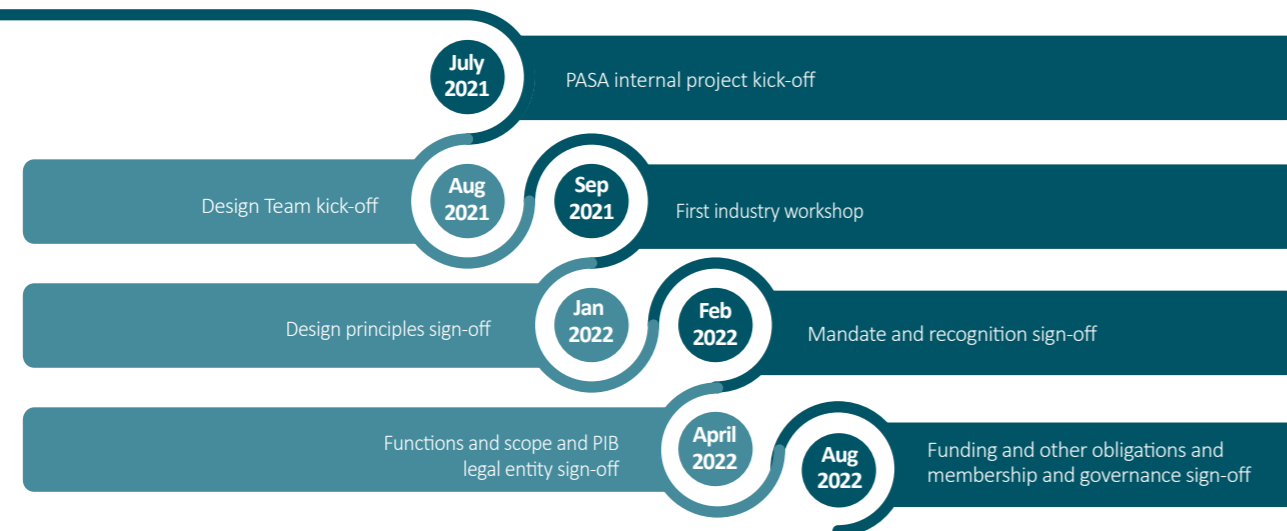 July
2021
PASA internal project kick-off
Design Team kick-off
Aug
2021
Sep
2021
First industry workshop
Design principles sign-off
Jan
2022
Feb
2022
Mandate and recognition sign-off
Functions and scope and PIB
legal entity sign-off
April
2022
Aug
2022
Funding and other obligations and
membership and governance sign-off